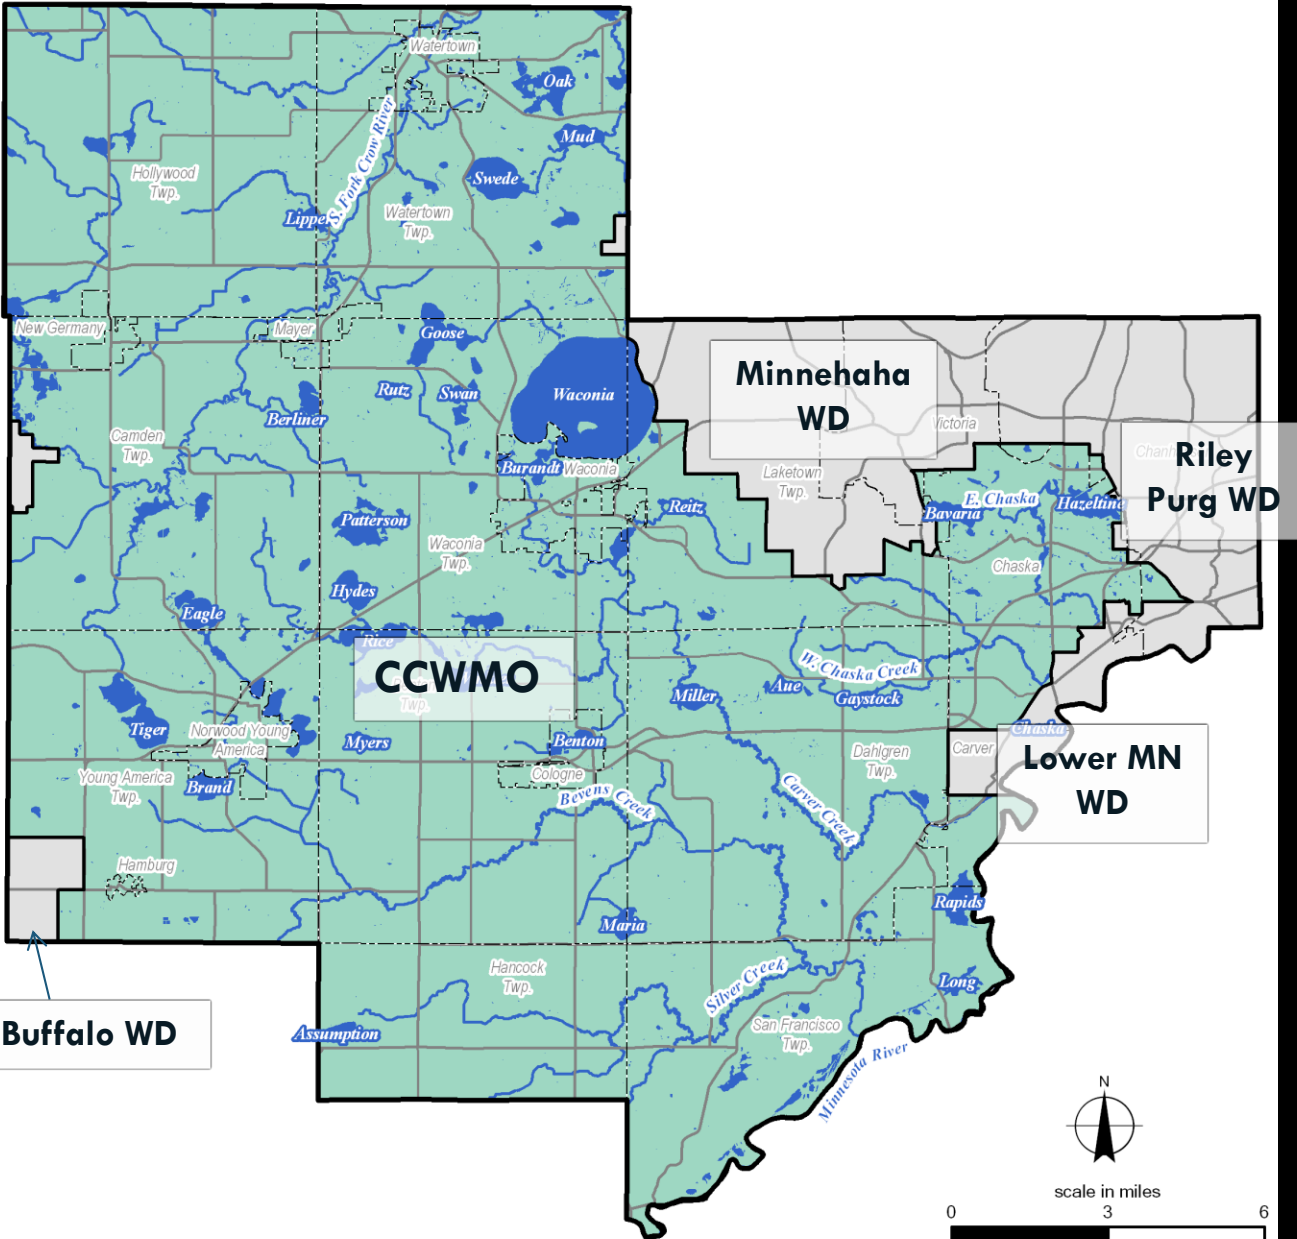 Watertown
Oak
Mud
Swede
Hollywood
Twp.
S. Fork Crow River
Lippert
Watertown
Twp.
New Germany
Mayer
Goose
Rutz
Swan
Waconia
Berliner
Camden
Twp.
Burandt
Waconia
Minnehaha
WD
Victoria
Laketown
Twp.
Riley
Purg WD
E. Chaska
Bavaria
Hazeltine
Reitz
Patterson
Waconia
Twp.
Chaska
Hydes
Eagle
Rice
CCWMO
Twp.
W. Chaska Creek
Miller
Aue
Gaystock
Tiger
Norwood Young
America
Myers
Benton
Cologne
Dahlgren
Twp.
Carver
Chaska
Lower MN
WD
Young America
Twp.
Brand
Bevens Creek
Carver Creek
Hamburg
Rapids
Maria
Hancock
Twp.
Silver Creek
Long
San Francisco
Twp.
Assumption
Buffalo WD
Minnesota River
N
scale in miles
0 3 6